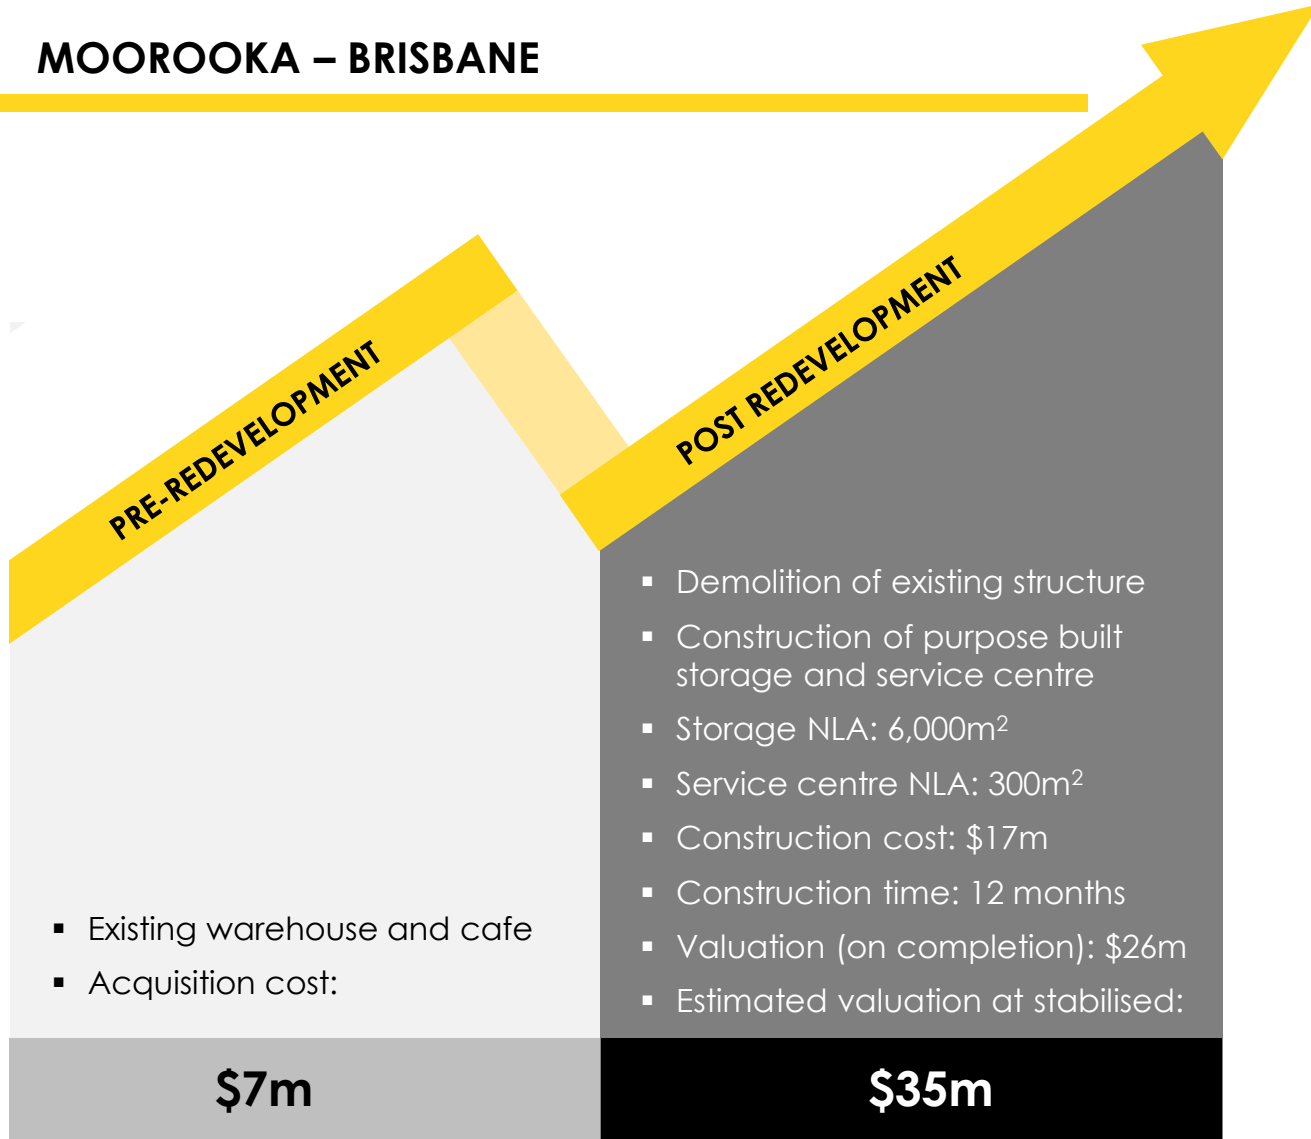 MOOROOKA – BRISBANE
PRE-REDEVELOPMENT
▪ Existing warehouse and cafe
▪ Acquisition cost:
$7m
POST REDEVELOPMENT
▪ Demolition of existing structure
▪ Construction of purpose built
storage and service centre
▪ Storage NLA: 6,000m²
▪ Service centre NLA: 300m²
▪ Construction cost: $17m
▪ Construction time: 12 months
▪ Valuation (on completion): $26m
▪ Estimated valuation at stabilised:
$35m